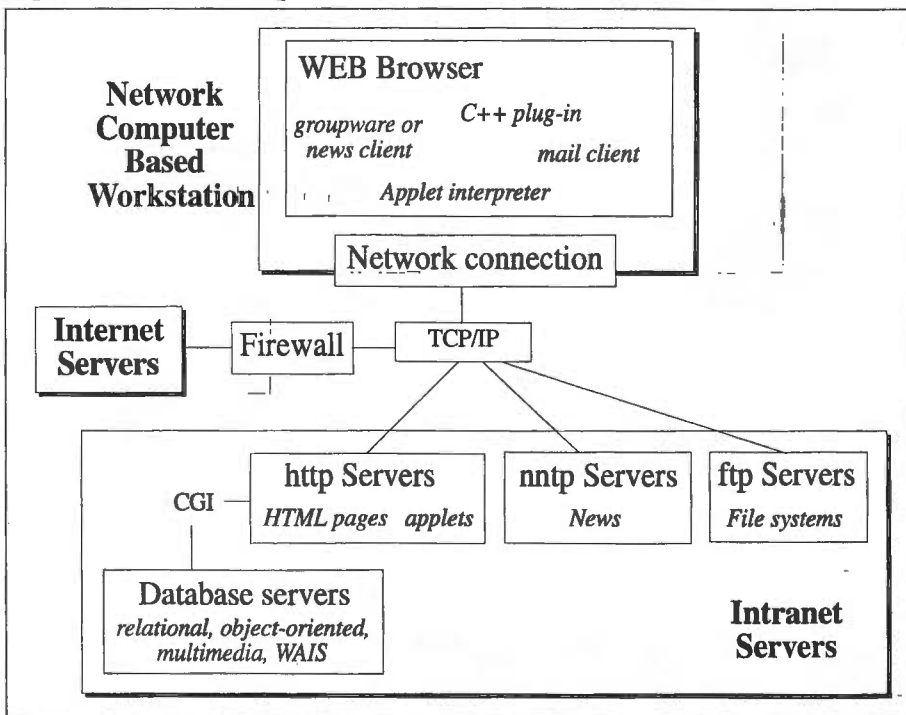 WEB Browser
Network
Computer
Based
Workstation
groupware or
news client
C++ plug-in
mail client
Applet interpreter
Network connection
Internet
Servers
Firewall
TCP/IP
http Servers
HTML pages applets
nntp Servers
News
ftp Servers
File systems
CGI
Database servers
relational, object-oriented,
multimedia, WAIS
Intranet
Servers